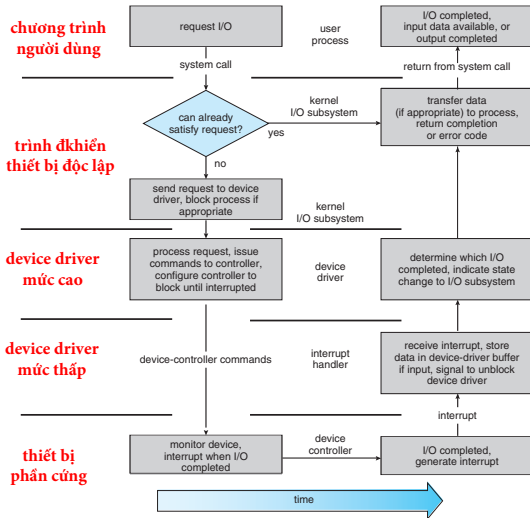 chương trình
người dùng
request I/O
user
process
I/O completed,
input data available, or
output completed
system call
return from system call
trình đkhiển
thiết bị độc lập
can already
satisfy request?
yes
no
kernel
I/O subsystem
transfer data
(if appropriate) to process,
return completion
or error code
send request to device
driver, block process if
appropriate
kernel
I/O subsystem
device driver
mức cao
process request, issue
commands to controller,
configure controller to
block until interrupted
device
driver
determine which I/O
completed, indicate state
change to I/O subsystem
device driver
mức thấp
device-controller commands
interrupt
handler
receive interrupt, store
data in device-driver buffer
if input, signal to unblock
device driver
interrupt
thiết bị
phần cứng
monitor device,
interrupt when I/O
completed
device
controller
I/O completed,
generate interrupt
time